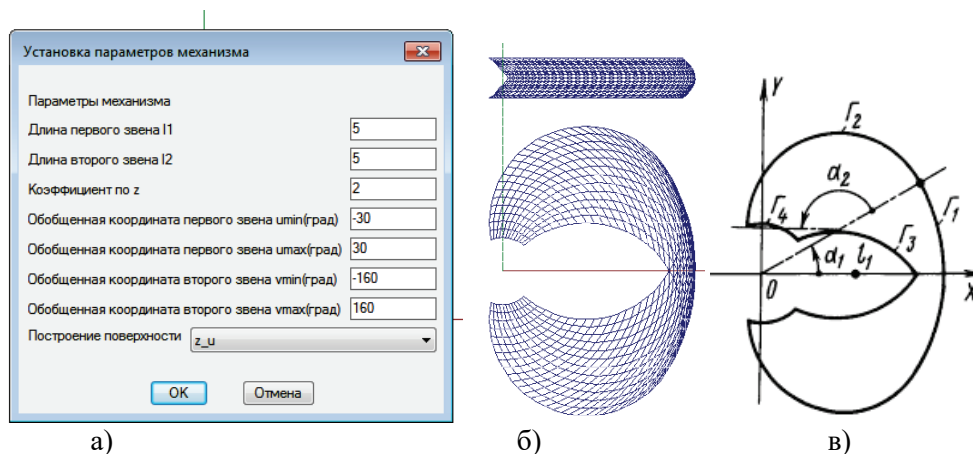 Установка параметров механизма
Параметры механизма
Длина первого звена l1
5
Длина второго звена l2
5
Коэффициент по z
2
Обобщенная координата первого звена umin(град)
-30
Обобщенная координата первого звена umax(град)
30
Обобщенная координата второго звена vmin(град)
-160
Обобщенная координата второго звена vmax(град)
160
Построение поверхности
z_u
OK
Отмена
Y
Г2
α2
Г4
Г1
Г3
α1
l1
0
X
а)
б)
в)